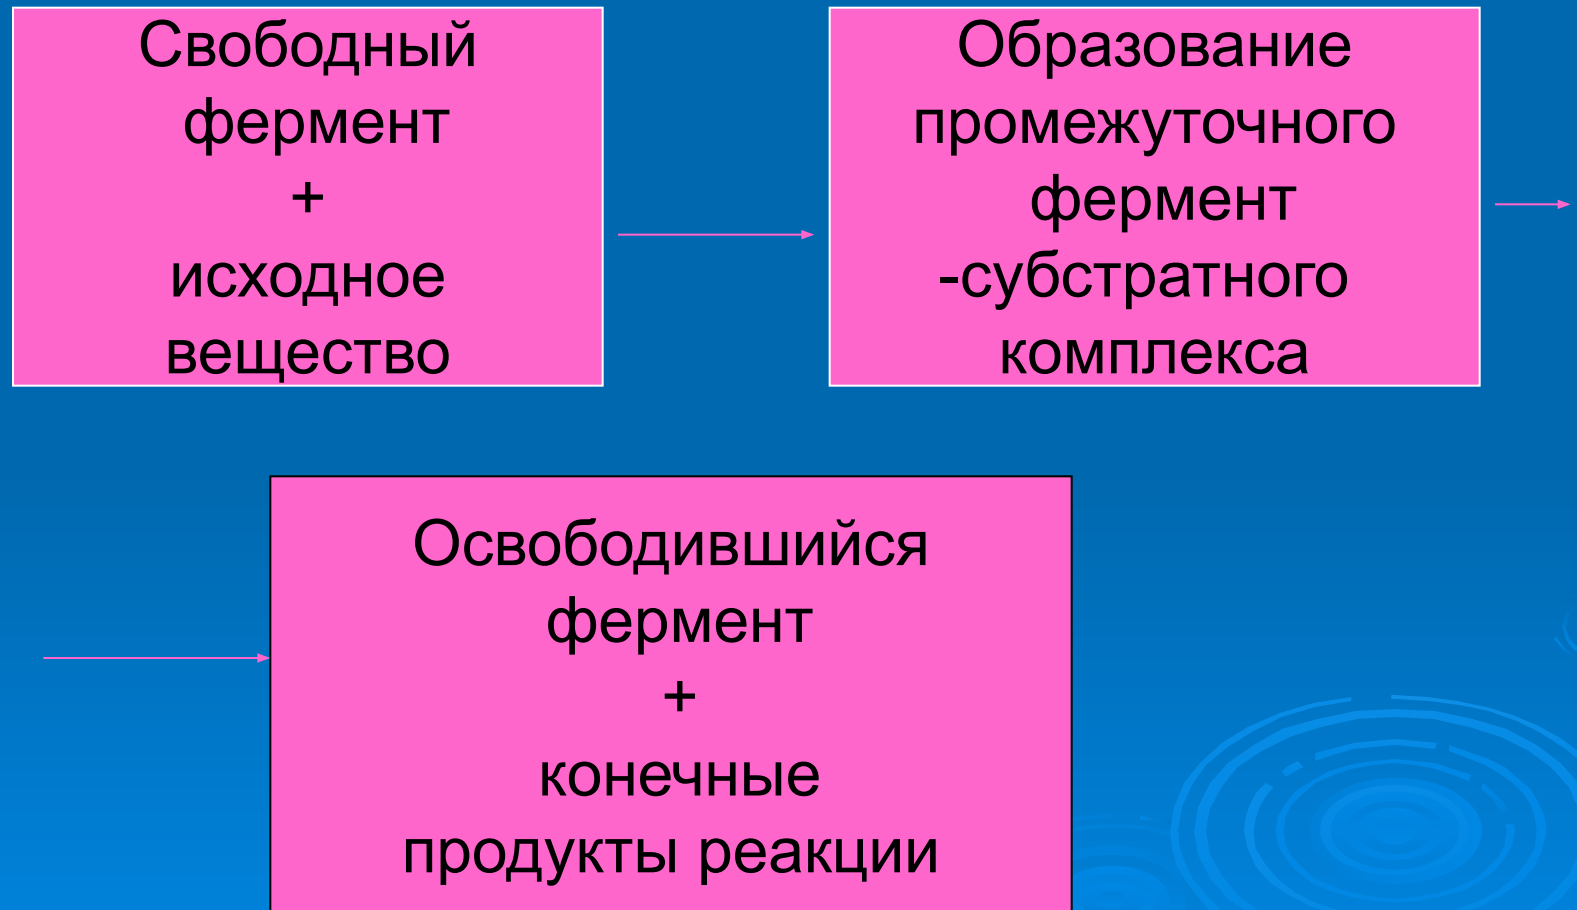 Свободный
фермент
+
исходное
вещество
Образование
промежуточного
фермент
-субстратного
комплекса
Освободившийся
фермент
+
конечные
продукты реакции